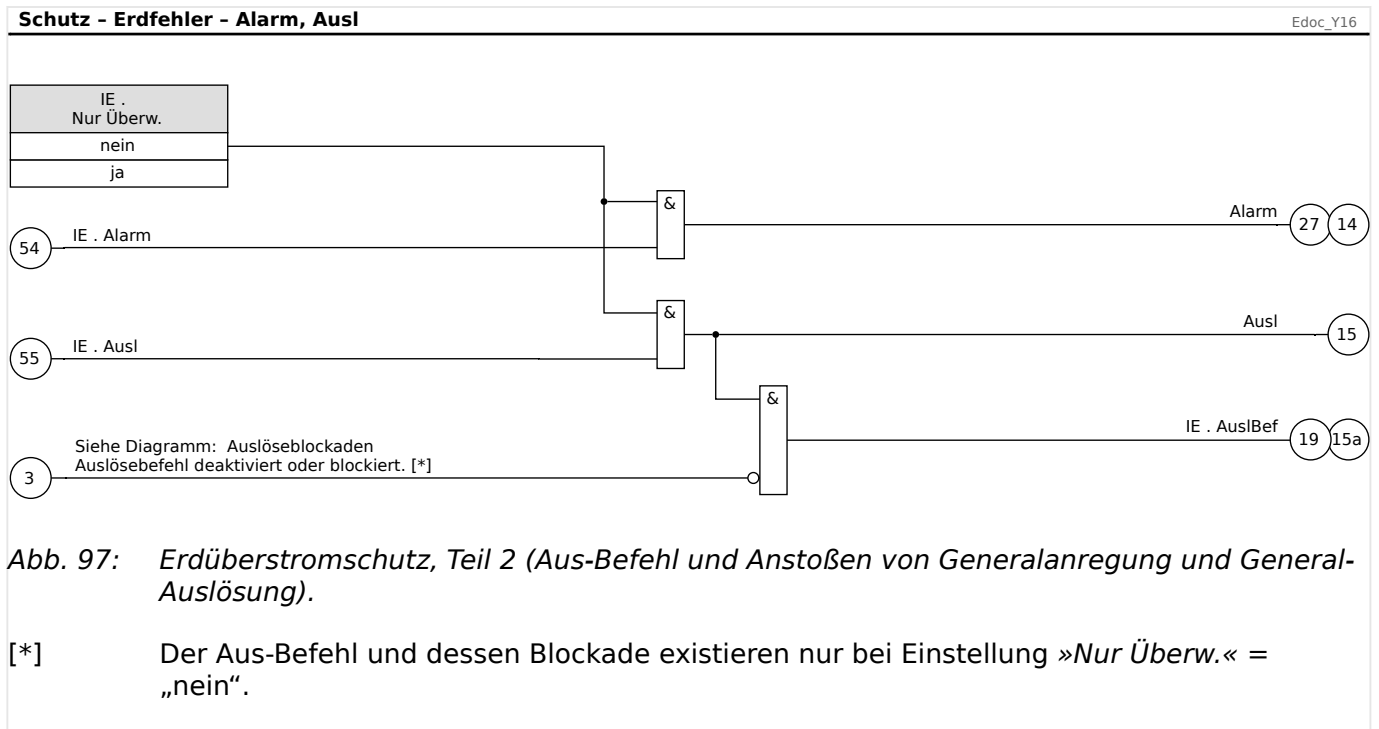 Schutz – Erdfehler – Alarm, Ausl
Edoc_Y16
IE .
Nur Überw.
nein
ja
&
Alarm
27
14
54
IE . Alarm
&
Ausl
15
55
IE . Ausl
&
IE . AuslBef
19
15a
Siehe Diagramm: Auslöseblockaden
Auslösebefehl deaktiviert oder blockiert. [*]
3
Abb. 97: Erdüberstromschutz, Teil 2 (Aus-Befehl und Anstoßen von Generalanregung und General-
Auslösung).
[*] Der Aus-Befehl und dessen Blockade existieren nur bei Einstellung »Nur Überw.« =
„nein“.